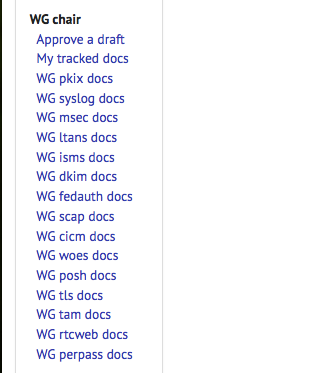 WG chair
Approve a draft
My tracked docs
WG pkix docs
WG syslog docs
WG msec docs
WG ltans docs
WG isms docs
WG dkim docs
WG fedauth docs
WG scap docs
WG cicm docs
WG woes docs
WG posh docs
WG tls docs
WG tam docs
WG rtcweb docs
WG perpass docs